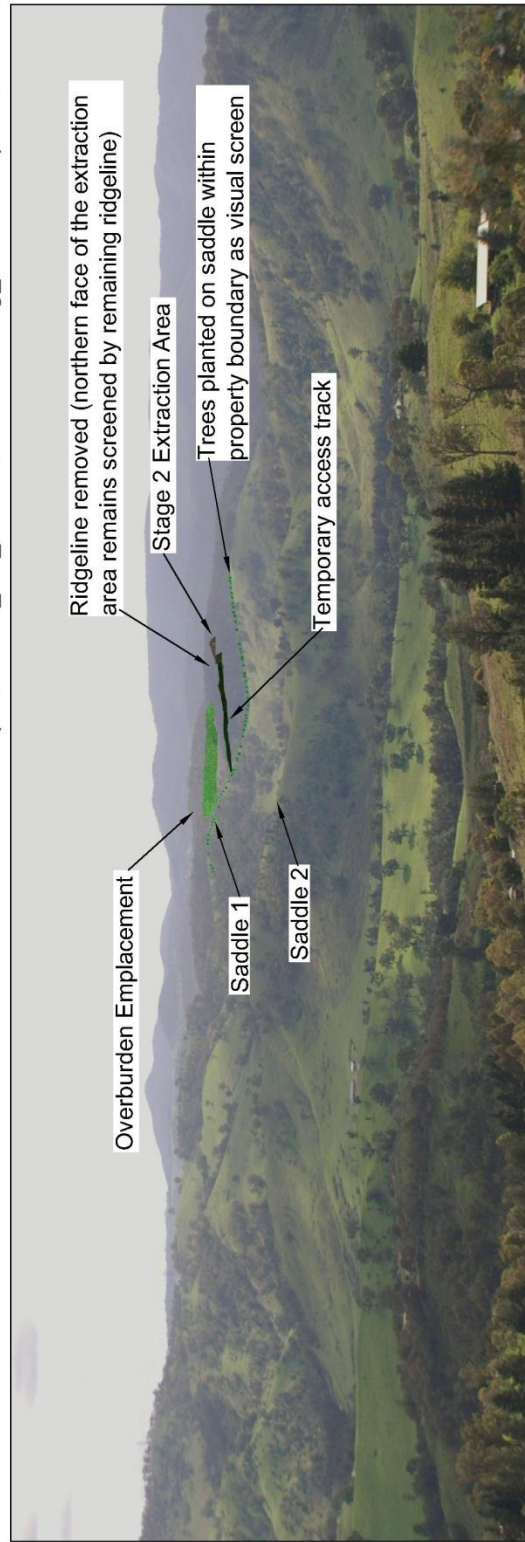 Ridgeline removed (northern face of the extraction
area remains screened by remaining ridgeline)
Stage 2 Extraction Area
Trees planted on saddle within
property boundary as visual screen
Overburden Emplacement
Saddle 1
Temporary access track
Saddle 2